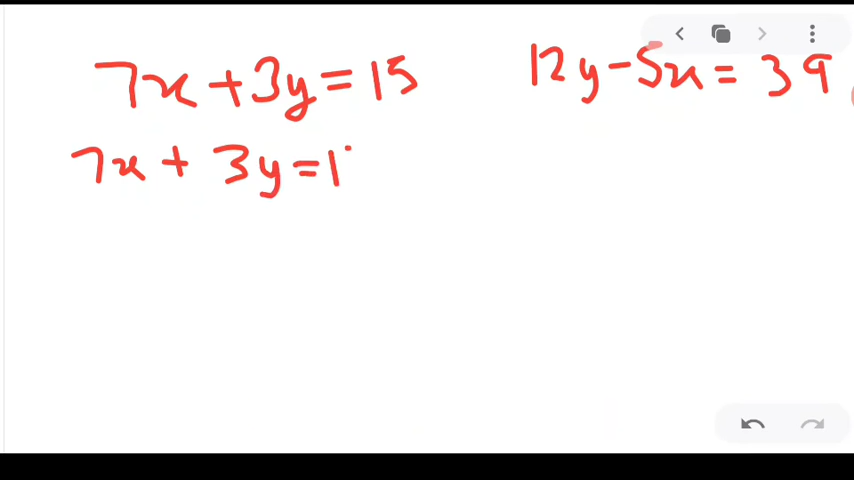 7x + 3y = 15    12y - 5x = 39
7x + 3y = 1